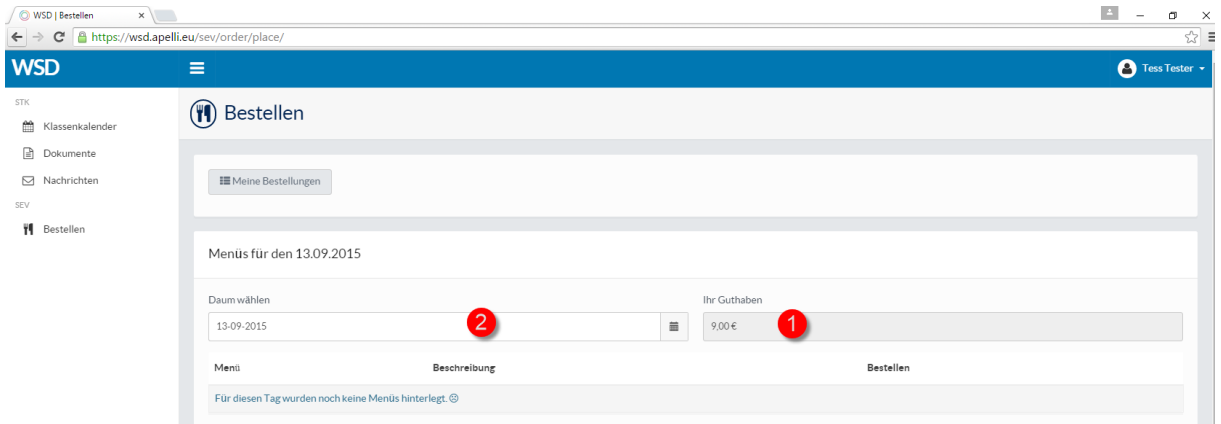 WSD | Bestellen
https://wsd.apelli.eu/sev/order/place/
WSD
Tess Tester
STK
Klassenkalender
Dokumente
Nachrichten
SEV
Bestellen
Bestellen
Meine Bestellungen
Menüs für den 13.09.2015
Daum wählen
Ihr Guthaben
13-09-2015
2
9,00 €
1
Menü Beschreibung Bestellen
Für diesen Tag wurden noch keine Menüs hinterlegt. ☹